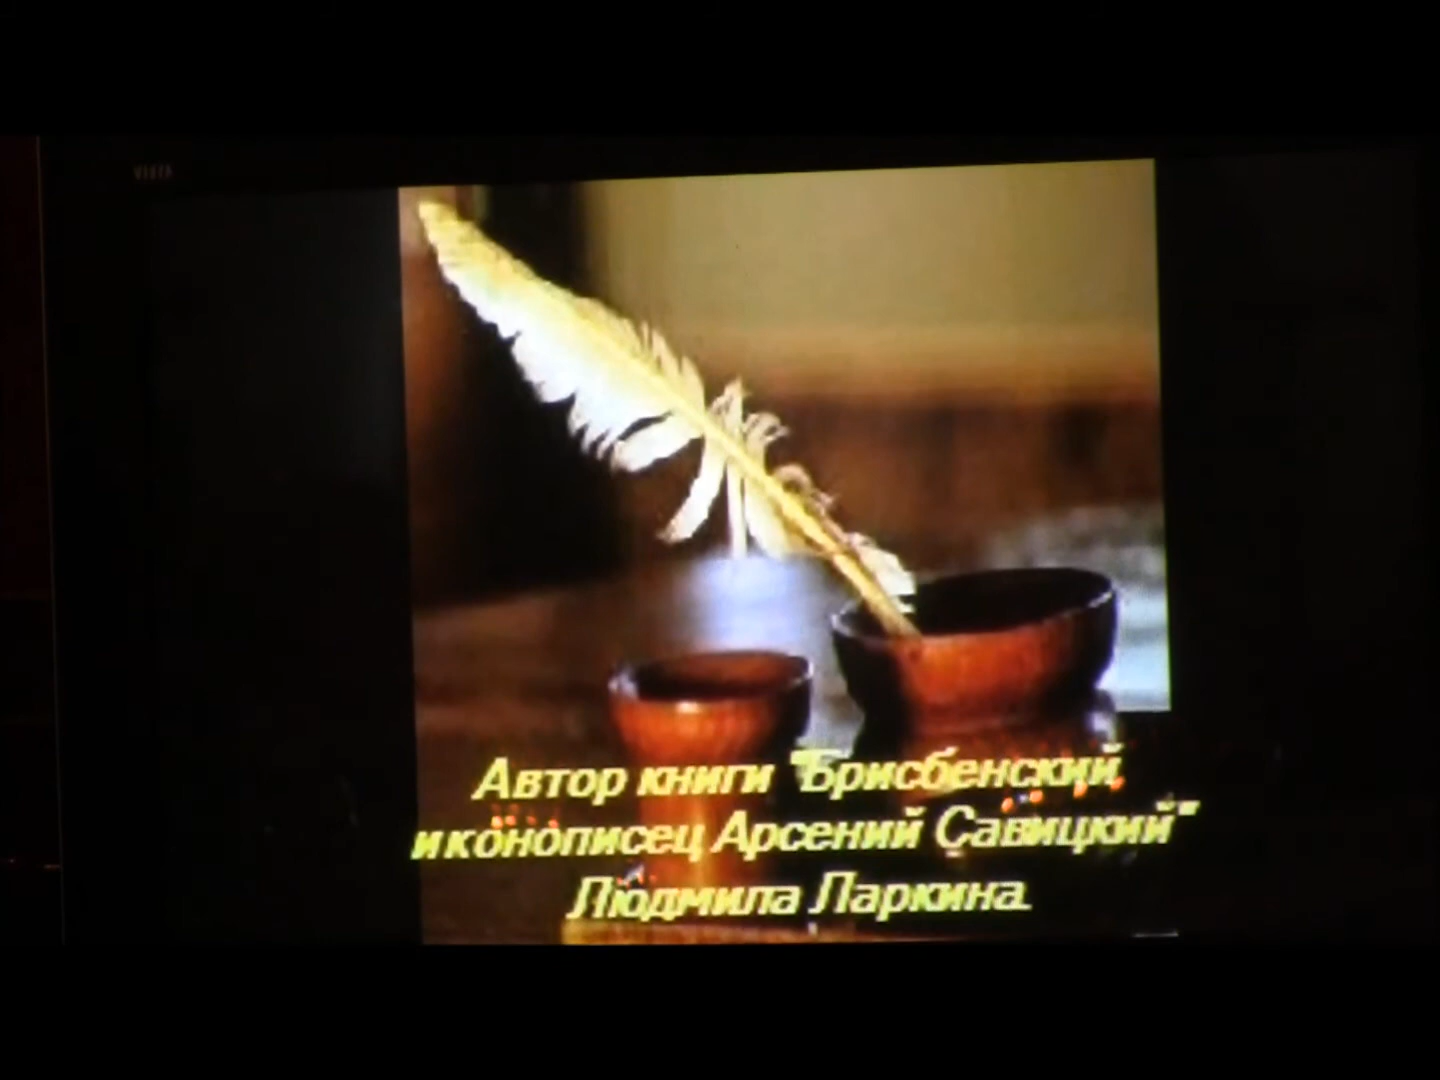 Автор книги "Брисбенский
иконописец Арсений Савицкий"
Людмила Ларкина.